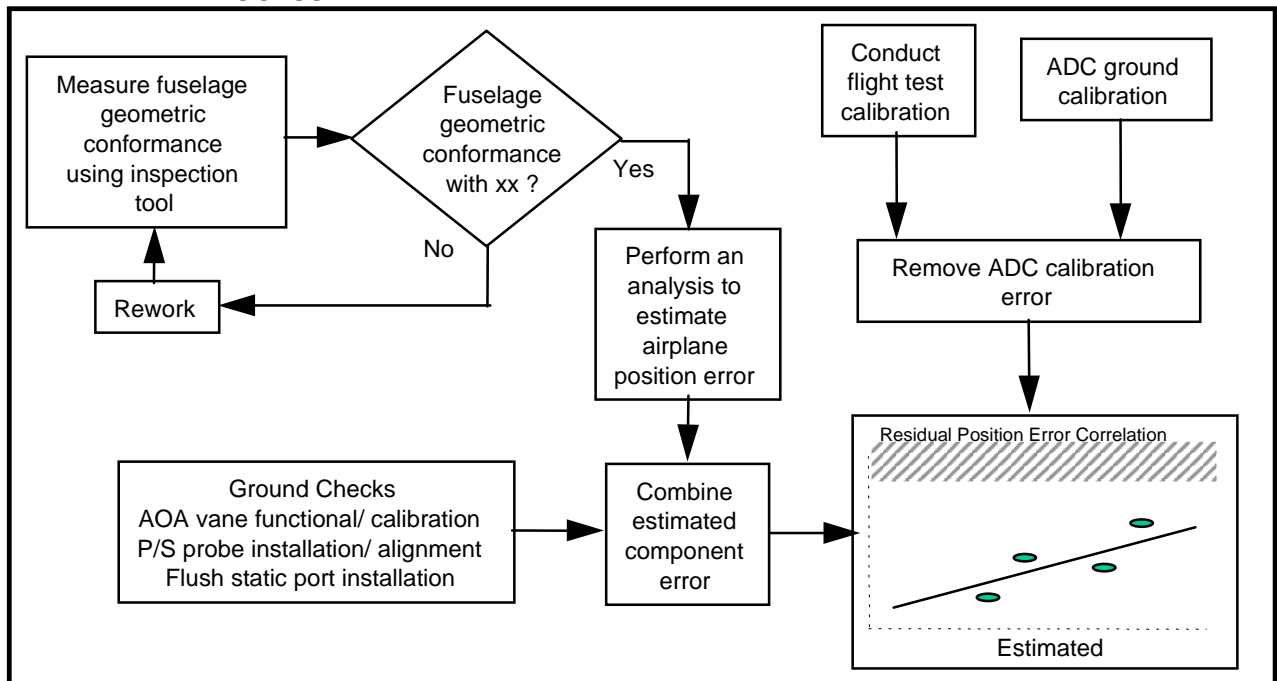 Measure fuselage
geometric
conformance
using inspection
tool
Fuselage
geometric
conformance
with xx ?
Yes
No
Rework
Perform an
analysis to
estimate
airplane
position error
Conduct
flight test
calibration
ADC ground
calibration
Remove ADC calibration
error
Ground Checks
AOA vane functional/ calibration
P/S probe installation/ alignment
Flush static port installation
Combine
estimated
component
error
Residual Position Error Correlation
Estimated